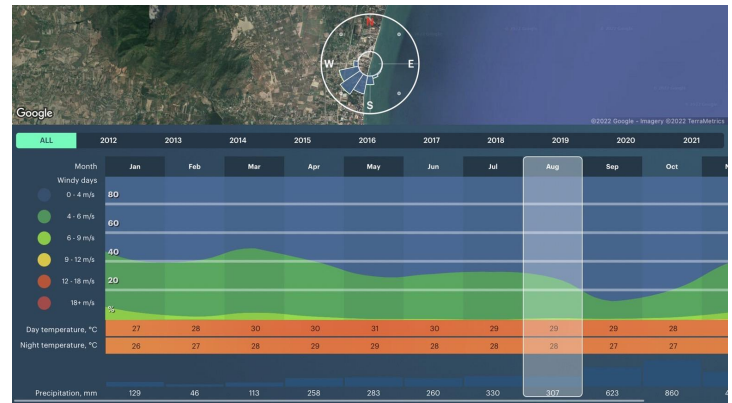 N
W
E
S
Google
©2022 Google - Imagery ©2022 TerraMetrics
ALL 2012 2013 2014 2015 2016 2017 2018 2019 2020 2021
Month Jan Feb Mar Apr May Jun Jul Aug Sep Oct
Windy days
0 - 4 m/s 80
4 - 6 m/s 60
6 - 9 m/s
9 - 12 m/s 40
12 - 18 m/s 20
18+ m/s %
Day temperature, °C 27 28 30 30 31 30 29 29 29 28
Night temperature, °C 26 27 28 29 29 28 28 28 27 27
Precipitation, mm 129 46 113 258 283 260 330 307 623 860